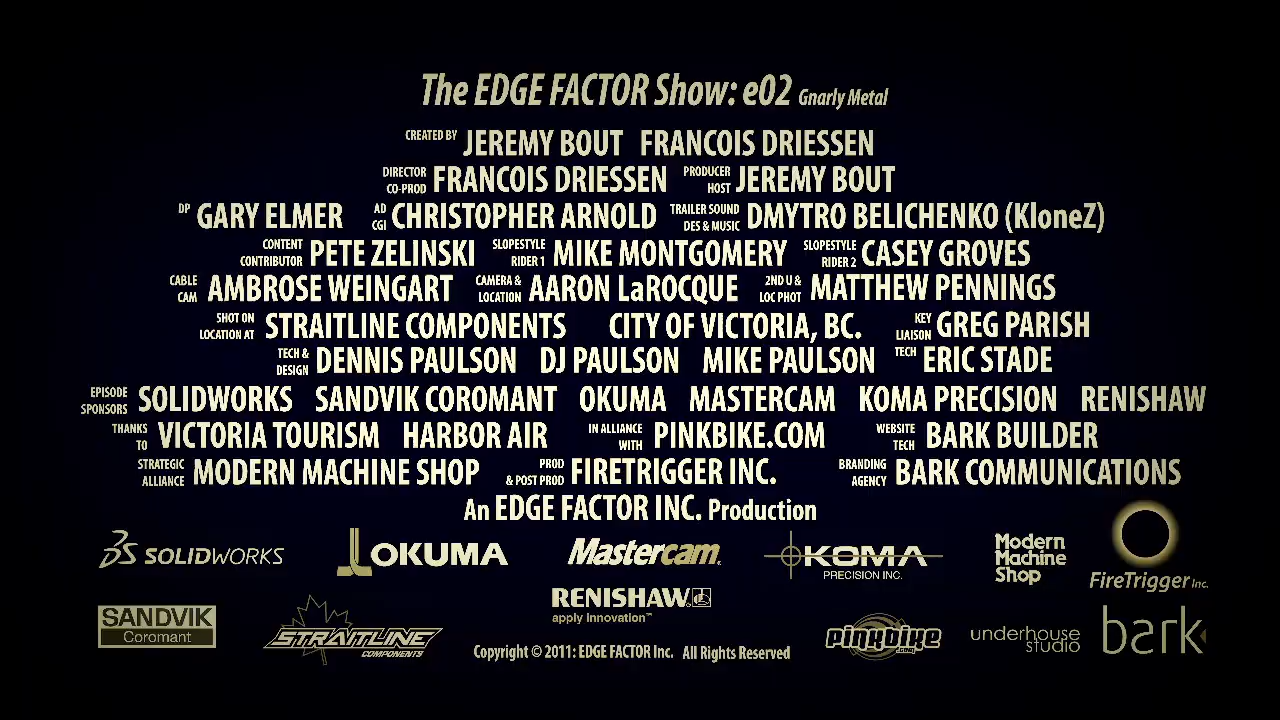 The EDGE FACTOR Show: e02 Gnarly Metal
CREATED BY JEREMY BOUT FRANCOIS DRIESSEN
DIRECTOR CO-PROD FRANCOIS DRIESSEN PRODUCER HOST JEREMY BOUT
DP GARY ELMER AD CGI CHRISTOPHER ARNOLD TRAILER SOUND DES & MUSIC DMYTRO BELICHENKO (KloneZ)
CONTENT CONTRIBUTOR PETE ZELINSKI SLOPESTYLE RIDER 1 MIKE MONTGOMERY SLOPESTYLE RIDER 2 CASEY GROVES
CABLE CAM AMBROSE WEINGART CAMERA & LOCATION AARON LaROCQUE 2ND U & LOC PHOT MATTHEW PENNINGS
SHOT ON LOCATION AT STRAITLINE COMPONENTS CITY OF VICTORIA, BC. KEY LIAISON GREG PARISH
TECH & DESIGN DENNIS PAULSON DJ PAULSON MIKE PAULSON TECH ERIC STADE
EPISODE SPONSORS SOLIDWORKS SANDVIK COROMANT OKUMA MASTERCAM KOMA PRECISION RENISHAW
THANKS TO VICTORIA TOURISM HARBOR AIR IN ALLIANCE WITH PINKBIKE.COM WEBSITE TECH BARK BUILDER
STRATEGIC ALLIANCE MODERN MACHINE SHOP PROD & POST PROD FIRETRIGGER INC. BRANDING AGENCY BARK COMMUNICATIONS
An EDGE FACTOR INC. Production
SOLIDWORKS OKUMA Mastercam. KOMA PRECISION INC. Modern Machine Shop FireTrigger Inc.
RENISHAW apply innovation™
SANDVIK Coromant STRAITLINE COMPONENTS pinkbike.com underhouse studio bark
Copyright © 2011: EDGE FACTOR Inc. All Rights Reserved